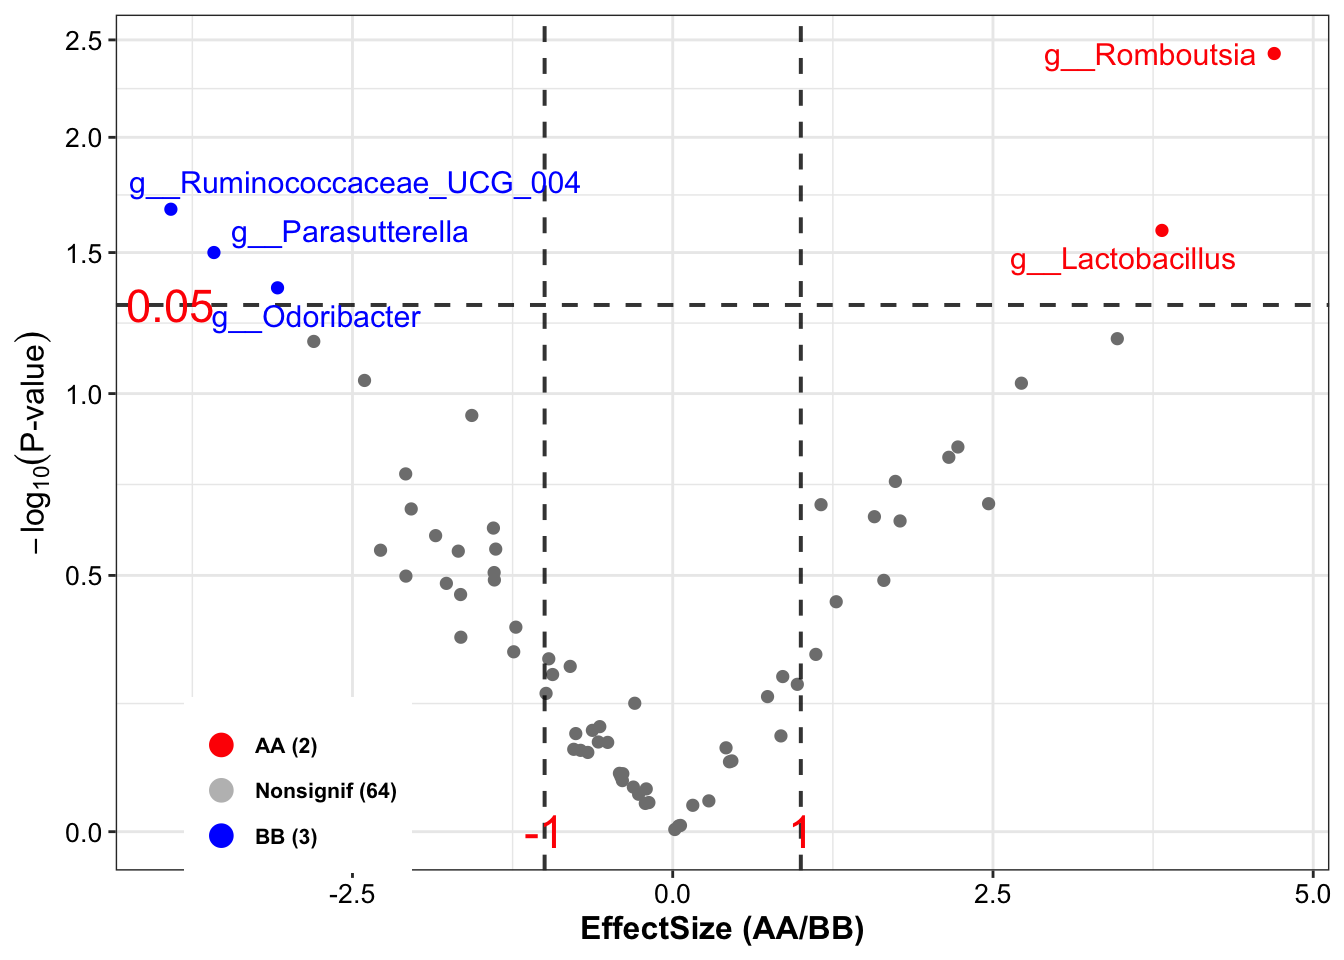 2.5
g__Romboutsia
2.0
g__Ruminococcaceae_UCG_004
g__Parasutterella
1.5
g__Lactobacillus
0.05
g__Odoribacter
1.0
−log10(P-value)
0.5
AA (2)
Nonsignif (64)
BB (3)
0.0
-1
1
-2.5
0.0
2.5
5.0
EffectSize (AA/BB)